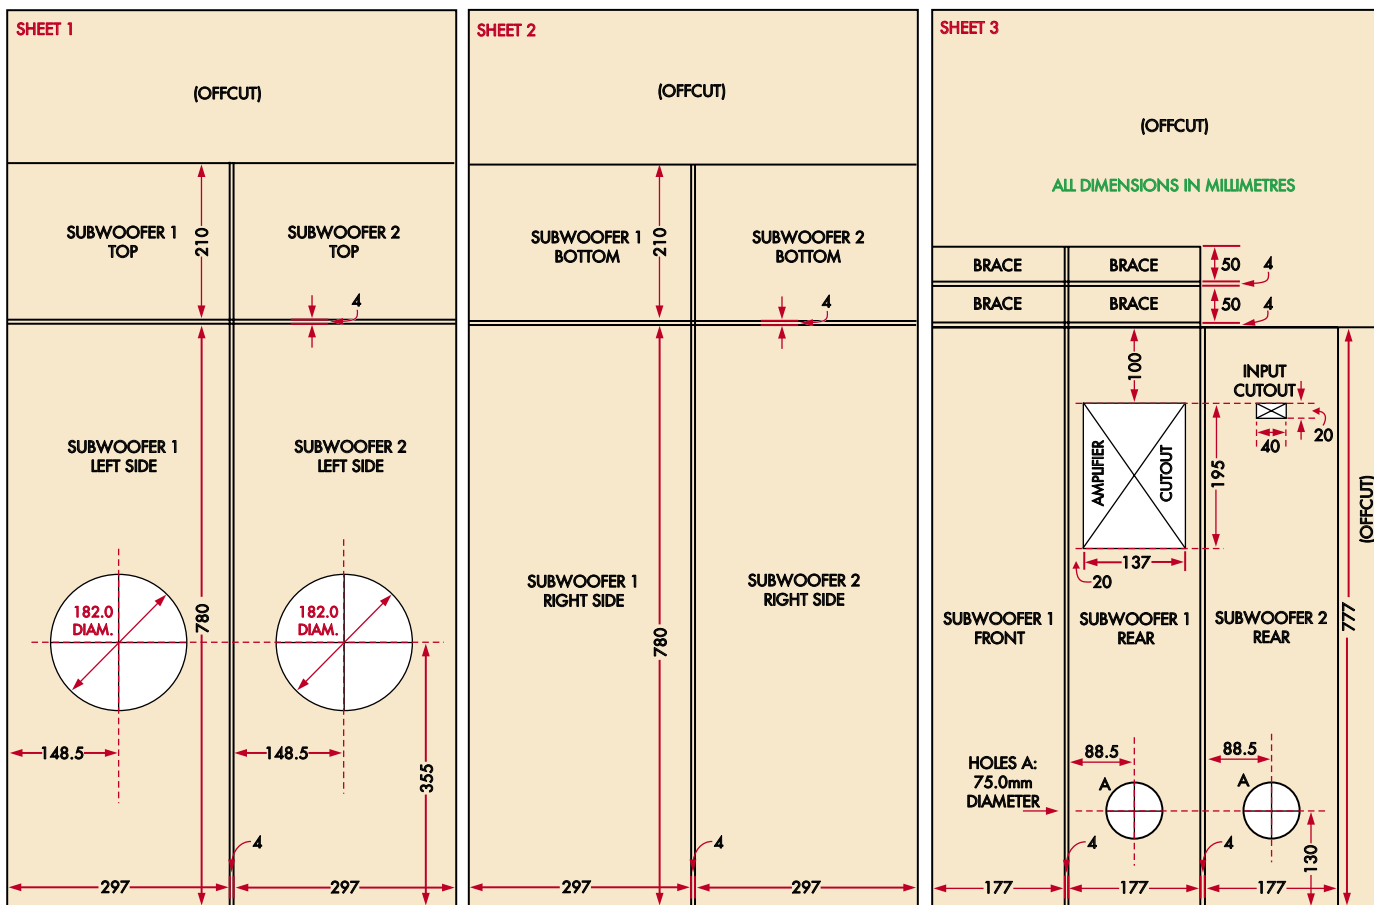 SHEET 1
(OFFCUT)
SUBWOOFER 1
TOP
210
SUBWOOFER 2
TOP
4
SUBWOOFER 1
LEFT SIDE
SUBWOOFER 2
LEFT SIDE
182.0
DIAM.
780
182.0
DIAM.
148.5
148.5
355
4
297
297
SHEET 2
(OFFCUT)
SUBWOOFER 1
BOTTOM
210
SUBWOOFER 2
BOTTOM
4
SUBWOOFER 1
RIGHT SIDE
780
SUBWOOFER 2
RIGHT SIDE
4
297
297
SHEET 3
(OFFCUT)
ALL DIMENSIONS IN MILLIMETRES
BRACE
BRACE
50
4
BRACE
BRACE
50
4
100
INPUT
CUTOUT
20
40
AMPLIFIER
CUTOUT
195
(OFFCUT)
137
20
SUBWOOFER 1
FRONT
SUBWOOFER 1
REAR
SUBWOOFER 2
REAR
777
88.5
88.5
HOLES A:
75.0mm
DIAMETER
A
A
4
4
130
177
177
177